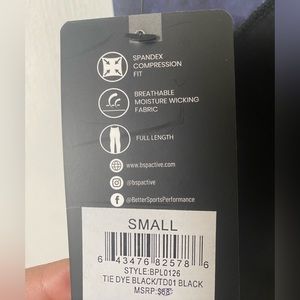 SPANDEX
COMPRESSION
FIT
BREATHABLE
MOISTURE WICKING
FABRIC
FULL LENGTH
www.bspactive.com
@bspactive
@BetterSportsPerformance
SMALL
6 43476 82578 6
STYLE:BPL0126
TIE DYE BLACK/TD01 BLACK
MSRP $68